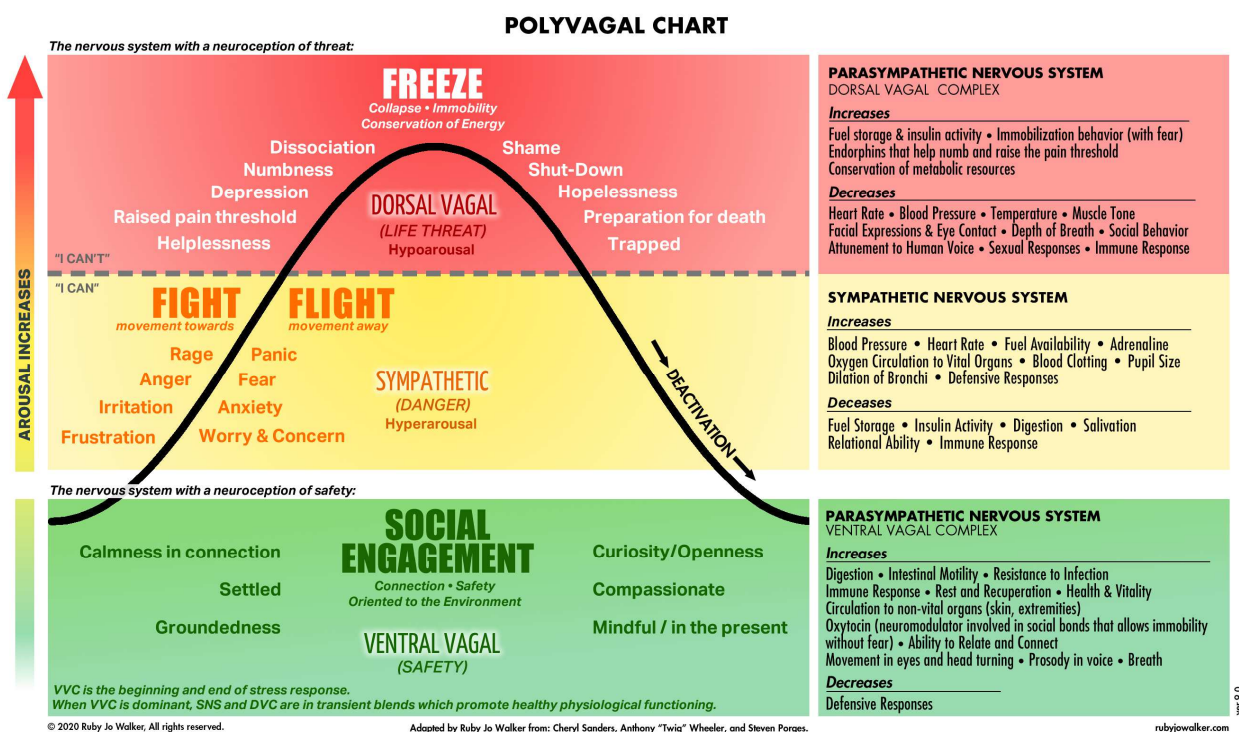 POLYVAGAL CHART
The nervous system with a neuroception of threat:
AROUSAL INCREASES
FREEZE
Collapse • Immobility
Conservation of Energy
Dissociation
Numbness
Depression
Raised pain threshold
Helplessness
Shame
Shut-Down
Hopelessness
Preparation for death
Trapped
DORSAL VAGAL
(LIFE THREAT)
Hypoarousal
"I CAN'T"
"I CAN"
FIGHT
movement towards
FLIGHT
movement away
Rage
Anger
Irritation
Frustration
Panic
Fear
Anxiety
Worry & Concern
SYMPATHETIC
(DANGER)
Hyperarousal
DEACTIVATION
The nervous system with a neuroception of safety:
SOCIAL
ENGAGEMENT
Connection • Safety
Oriented to the Environment
Calmness in connection
Settled
Groundedness
Curiosity/Openness
Compassionate
Mindful / in the present
VENTRAL VAGAL
(SAFETY)
VVC is the beginning and end of stress response.
When VVC is dominant, SNS and DVC are in transient blends which promote healthy physiological functioning.
PARASYMPATHETIC NERVOUS SYSTEM
DORSAL VAGAL COMPLEX
Increases
Fuel storage & insulin activity • Immobilization behavior (with fear)
Endorphins that help numb and raise the pain threshold
Conservation of metabolic resources
Decreases
Heart Rate • Blood Pressure • Temperature • Muscle Tone
Facial Expressions & Eye Contact • Depth of Breath • Social Behavior
Attunement to Human Voice • Sexual Responses • Immune Response
SYMPATHETIC NERVOUS SYSTEM
Increases
Blood Pressure • Heart Rate • Fuel Availability • Adrenaline
Oxygen Circulation to Vital Organs • Blood Clotting • Pupil Size
Dilation of Bronchi • Defensive Responses
Deceases
Fuel Storage • Insulin Activity • Digestion • Salivation
Relational Ability • Immune Response
PARASYMPATHETIC NERVOUS SYSTEM
VENTRAL VAGAL COMPLEX
Increases
Digestion • Intestinal Motility • Resistance to Infection
Immune Response • Rest and Recuperation • Health & Vitality
Circulation to non-vital organs (skin, extremities)
Oxytocin (neuromodulator involved in social bonds that allows immobility
without fear) • Ability to Relate and Connect
Movement in eyes and head turning • Prosody in voice • Breath
Decreases
Defensive Responses
© 2020 Ruby Jo Walker, All rights reserved.
Adapted by Ruby Jo Walker from: Cheryl Sanders, Anthony "Twig" Wheeler, and Steven Porges.
rubyjowalker.com